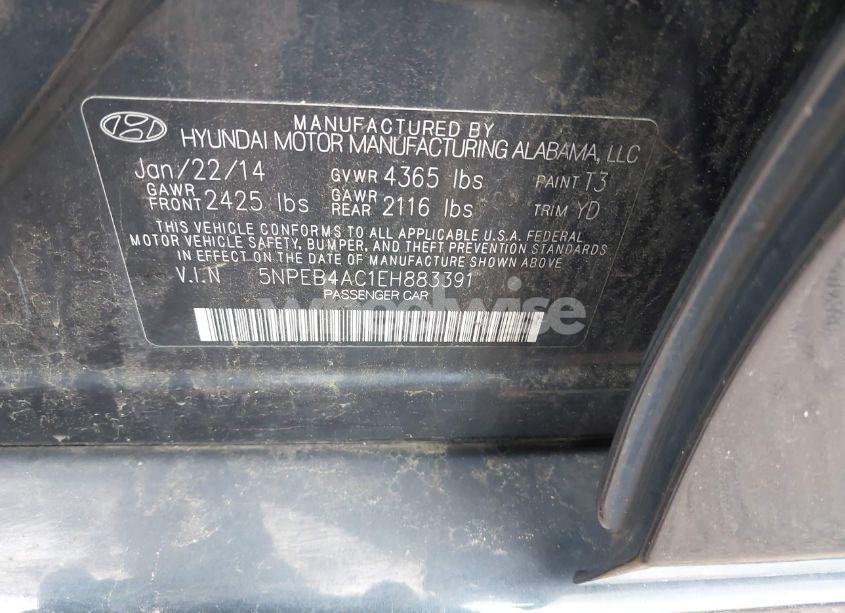 MANUFACTURED BY
HYUNDAI MOTOR MANUFACTURING ALABAMA, LLC
Jan/22/14 GVWR 4365 lbs PAINT T3
GAWR FRONT 2425 lbs GAWR REAR 2116 lbs TRIM YD
THIS VEHICLE CONFORMS TO ALL APPLICABLE U.S.A. FEDERAL
MOTOR VEHICLE SAFETY, BUMPER, AND THEFT PREVENTION STANDARDS
IN EFFECT ON THE DATE OF MANUFACTURE SHOWN ABOVE
V.I.N 5NPEB4AC1EH883391
PASSENGER CAR